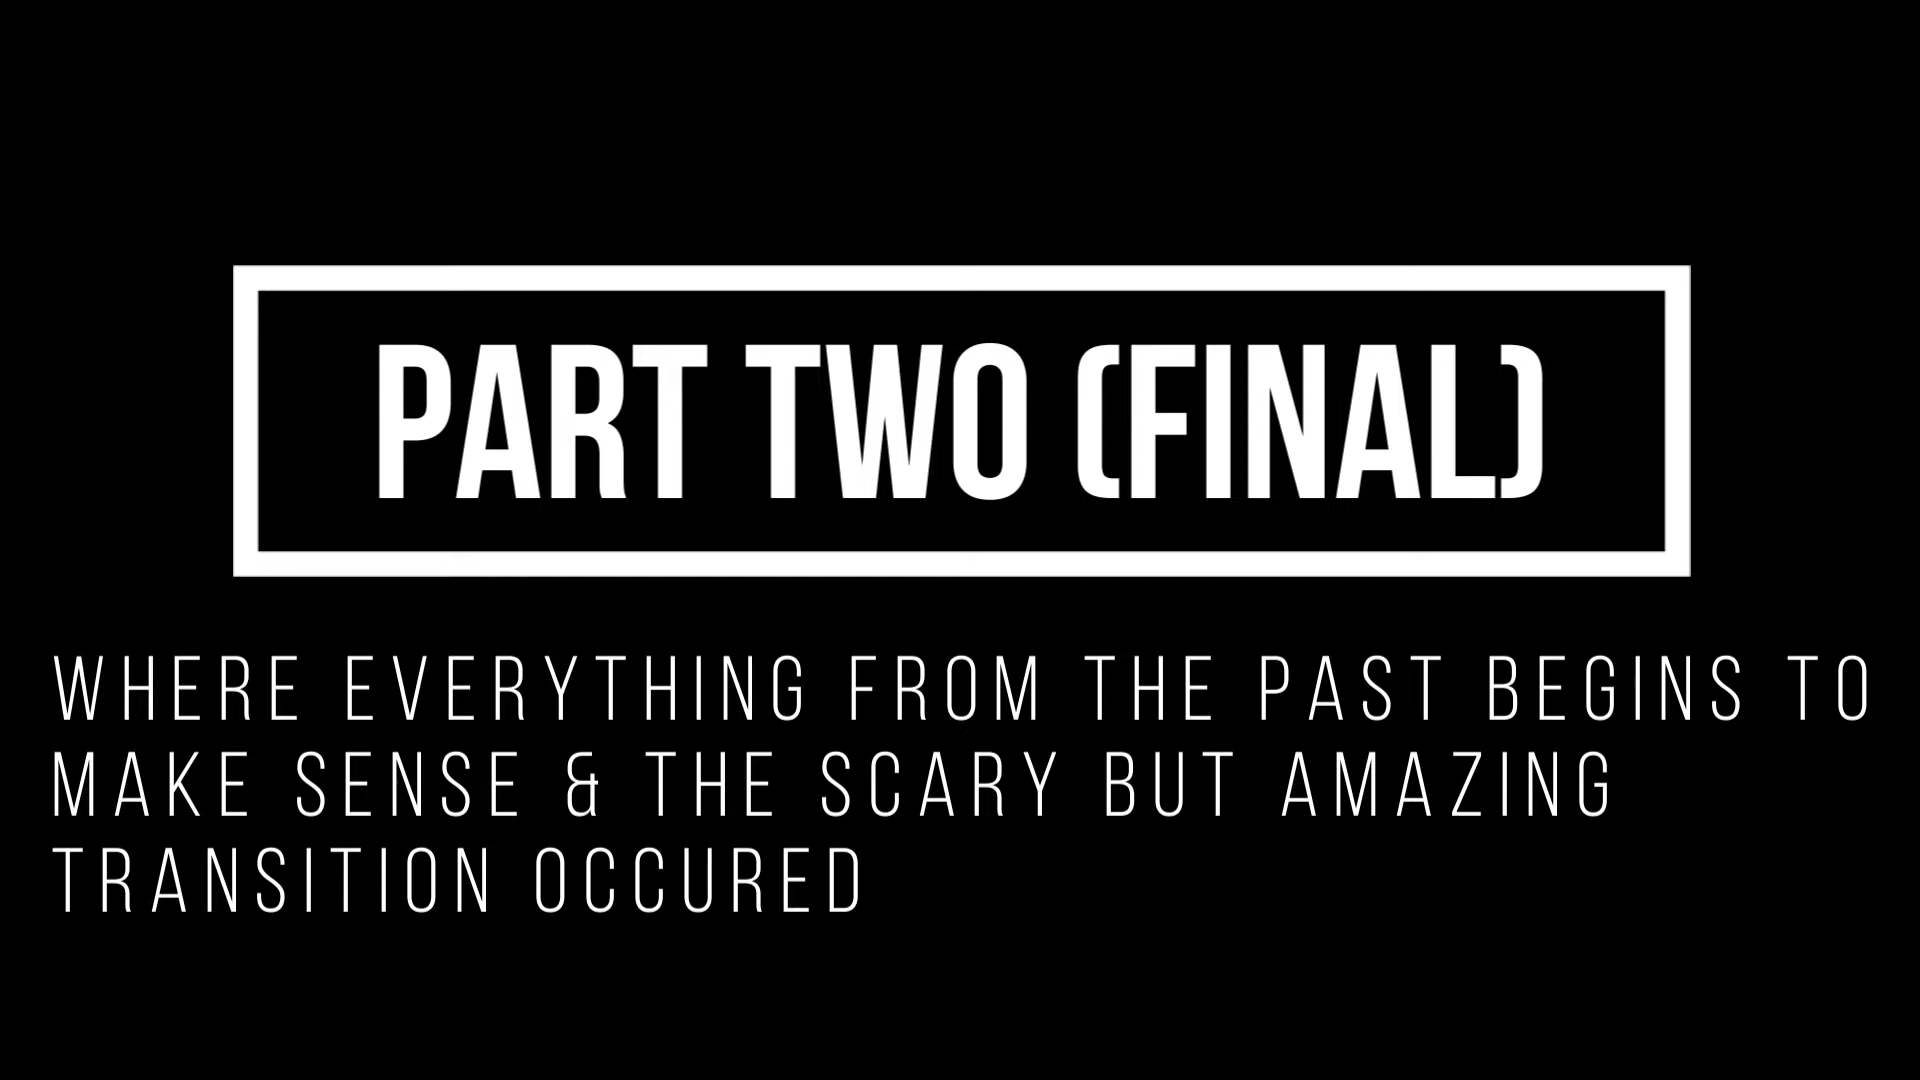 PART TWO (FINAL)
WHERE EVERYTHING FROM THE PAST BEGINS TO
MAKE SENSE & THE SCARY BUT AMAZING
TRANSITION OCCURED